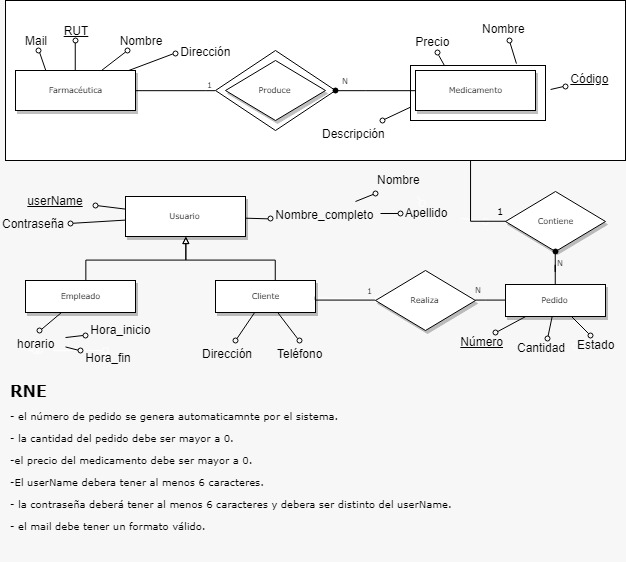 Mail
RUT
Nombre
Dirección
Farmacéutica
1
Produce
N
Precio
Nombre
Medicamento
Código
Descripción
userName
Contraseña
Usuario
Nombre_completo
Nombre
Apellido
1
Contiene
N
Empleado
Cliente
1
Realiza
N
Pedido
horario
Hora_inicio
Hora_fin
Dirección
Teléfono
Número
Cantidad
Estado
RNE
- el número de pedido se genera automaticamnte por el sistema.
- la cantidad del pedido debe ser mayor a 0.
-el precio del medicamento debe ser mayor a 0.
-El userName debera tener al menos 6 caracteres.
- la contraseña deberá tener al menos 6 caracteres y debera ser distinto del userName.
- el mail debe tener un formato válido.